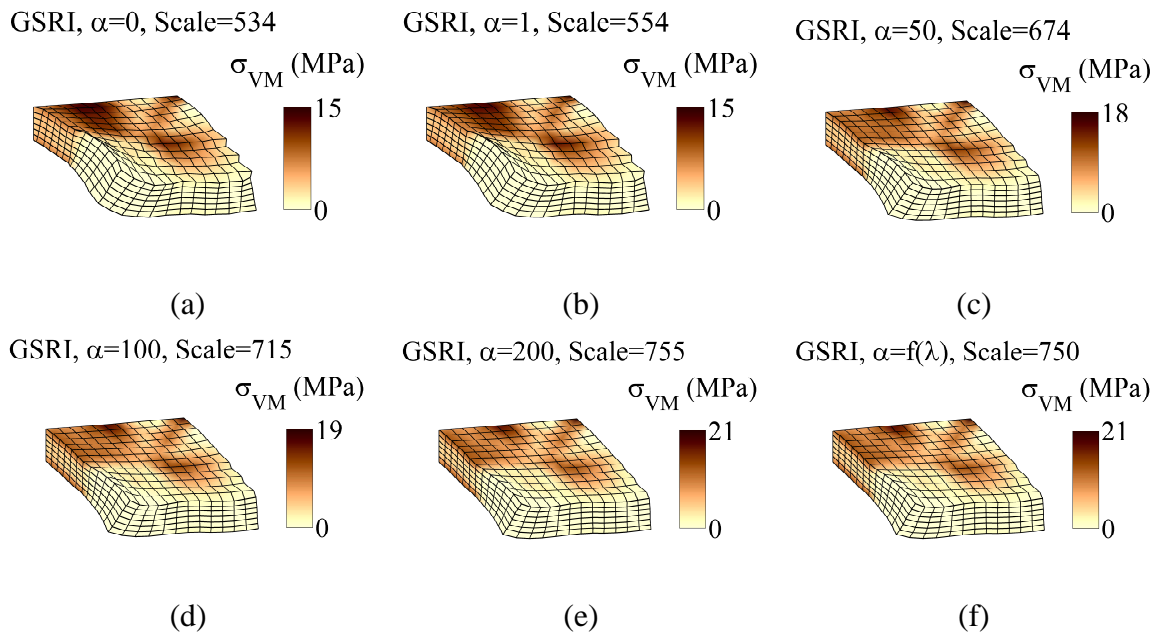 GSRI, α=0, Scale=534
σVM (MPa)
15
0
(a)
GSRI, α=1, Scale=554
σVM (MPa)
15
0
(b)
GSRI, α=50, Scale=674
σVM (MPa)
18
0
(c)
GSRI, α=100, Scale=715
σVM (MPa)
19
0
(d)
GSRI, α=200, Scale=755
σVM (MPa)
21
0
(e)
GSRI, α=f(λ), Scale=750
σVM (MPa)
21
0
(f)